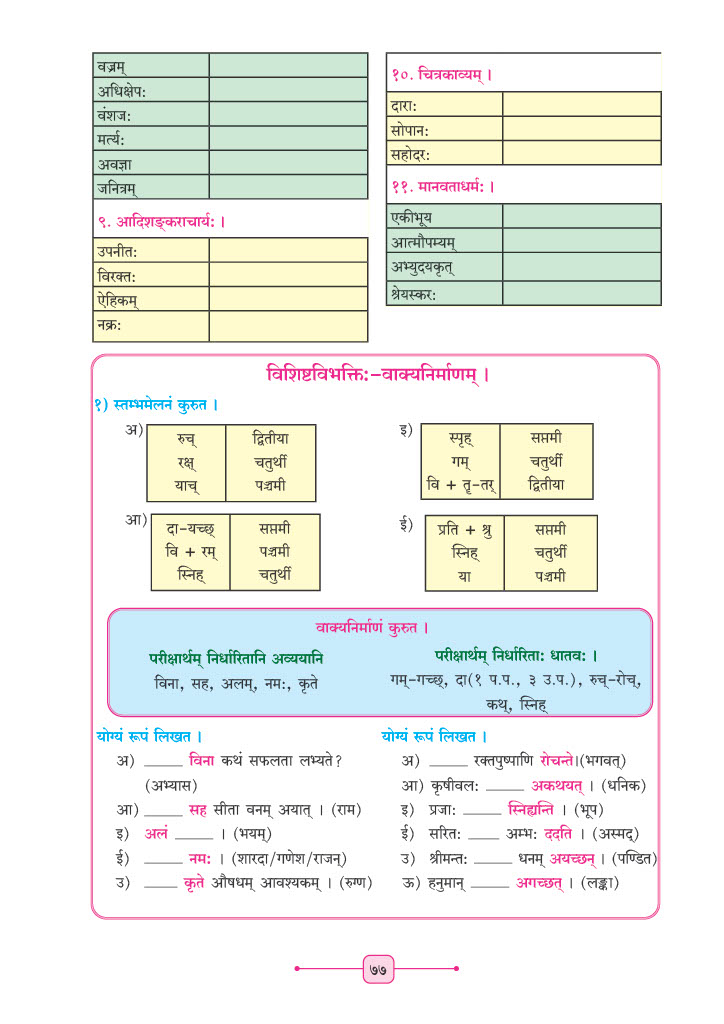 वज्रम्
अधिक्षेप:
वंशज:
मर्त्य:
अवज्ञा
जनित्रम्
९. आदिशङ्कराचार्य: ।
उपनीत:
विरक्त:
ऐहिकम्
नक्र:
१०. चित्रकाव्यम् ।
दारा:
सोपान:
सहोदर:
११. मानवताधर्म: ।
एकीभूय
आत्मौपम्यम्
अभ्युदयकृत्
श्रेयस्कर:
विशिष्टविभक्ति:-वाक्यनिर्माणम् ।
१) स्तम्भमेलनं कुरुत ।
अ)
रुच् द्वितीया
रक्ष् चतुर्थी
याच् पञ्चमी
आ)
दा-यच्छ् सप्तमी
वि + रम् पञ्चमी
स्निह् चतुर्थी
इ)
स्पृह् सप्तमी
गम् चतुर्थी
वि + तॄ-तर् द्वितीया
ई)
प्रति + श्रु सप्तमी
स्निह् चतुर्थी
या पञ्चमी
वाक्यनिर्माणं कुरुत ।
परीक्षार्थम् निर्धारितानि अव्ययानि
विना, सह, अलम्, नम:, कृते
परीक्षार्थम् निर्धारिता: धातव: ।
गम्-गच्छ्, दा(१ प.प., ३ उ.प.), रुच्-रोच्,
कथ्, स्निह्
योग्यं रूपं लिखत ।
अ) _____ विना कथं सफलता लभ्यते?
(अभ्यास)
आ) _____ सह सीता वनम् अयात् । (राम)
इ) अलं _____ । (भयम्)
ई) _____ नम: । (शारदा/गणेश/राजन्)
उ) _____ कृते औषधम् आवश्यकम् । (रुग्ण)
योग्यं रूपं लिखत ।
अ) _____ रक्तपुष्पाणि रोचन्ते।(भगवत्)
आ) कृषीवल: _____ अकथयत् । (धनिक)
इ) प्रजा: _____ स्निह्यन्ति । (भूप)
ई) सरित: _____ अम्भ: ददति । (अस्मद्)
उ) श्रीमन्त: _____ धनम् अयच्छन् । (पण्डित)
ऊ) हनुमान् _____ अगच्छत् । (लङ्का)
७७